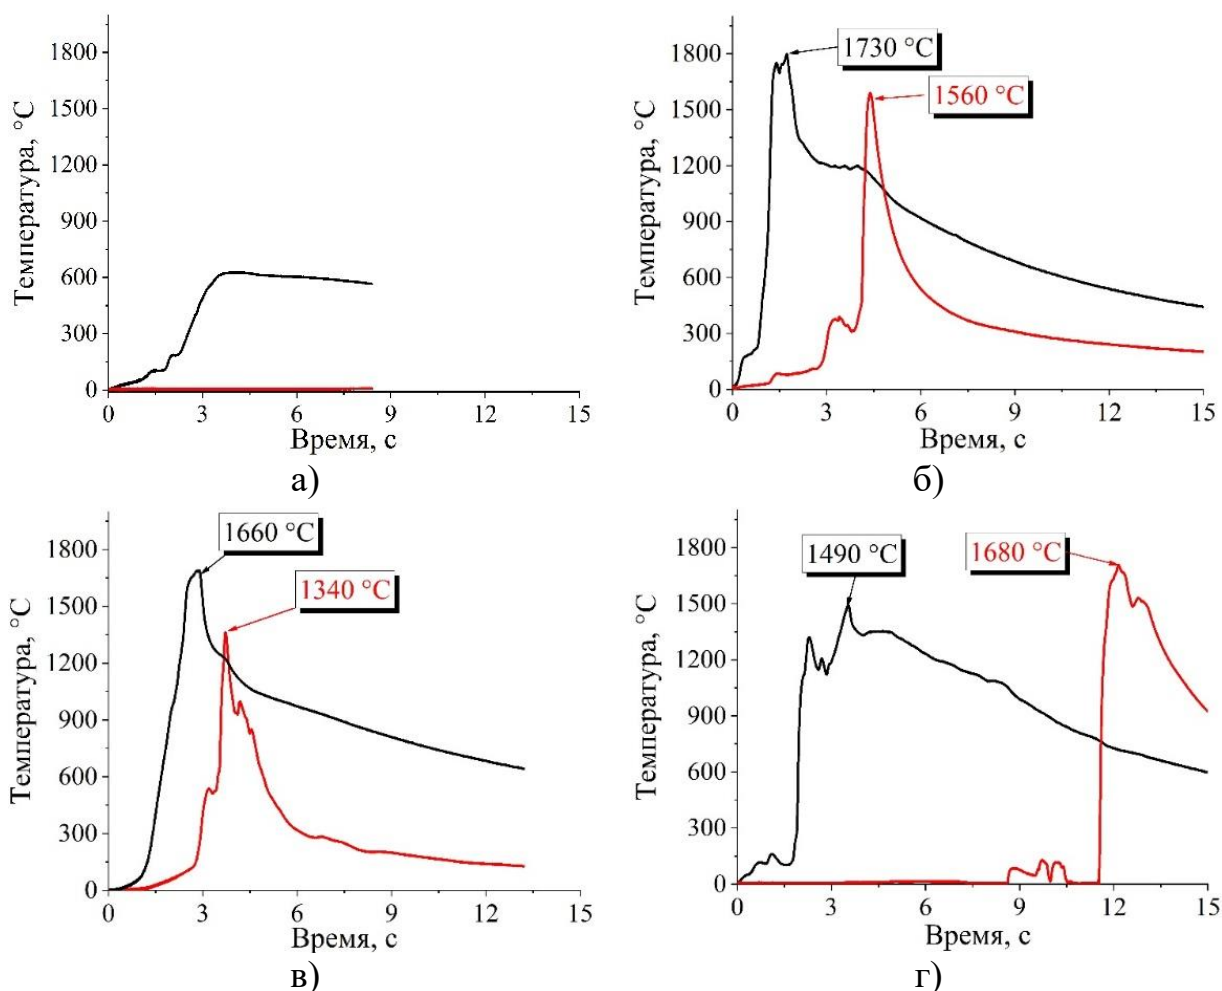 1800
1500
1200
900
600
300
0
Температура, °C
0 3 6 9 12 15
Время, с
а)
1800
1500
1200
900
600
300
0
Температура, °C
1730 °C
1560 °C
0 3 6 9 12 15
Время, с
б)
1800
1500
1200
900
600
300
0
Температура, °C
1660 °C
1340 °C
0 3 6 9 12 15
Время, с
в)
1800
1500
1200
900
600
300
0
Температура, °C
1490 °C
1680 °C
0 3 6 9 12 15
Время, с
г)